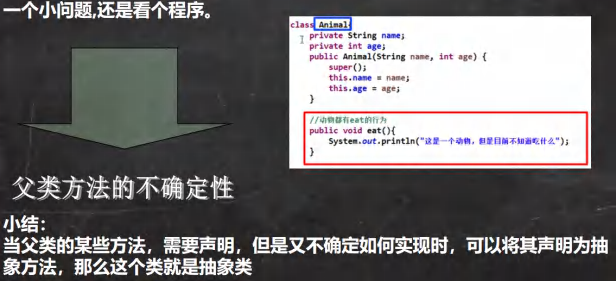 一个小问题,还是看个程序。
class Animal{
private String name;
private int age;
public Animal(String name, int age) {
super();
this.name = name;
this.age = age;
}
//动物都有eat的行为
public void eat(){
System.out.println("这是一个动物，但是目前不知道吃什么");
}
父类方法的不确定性
小结：
当父类的某些方法，需要声明，但是又不确定如何实现时，可以将其声明为抽
象方法，那么这个类就是抽象类